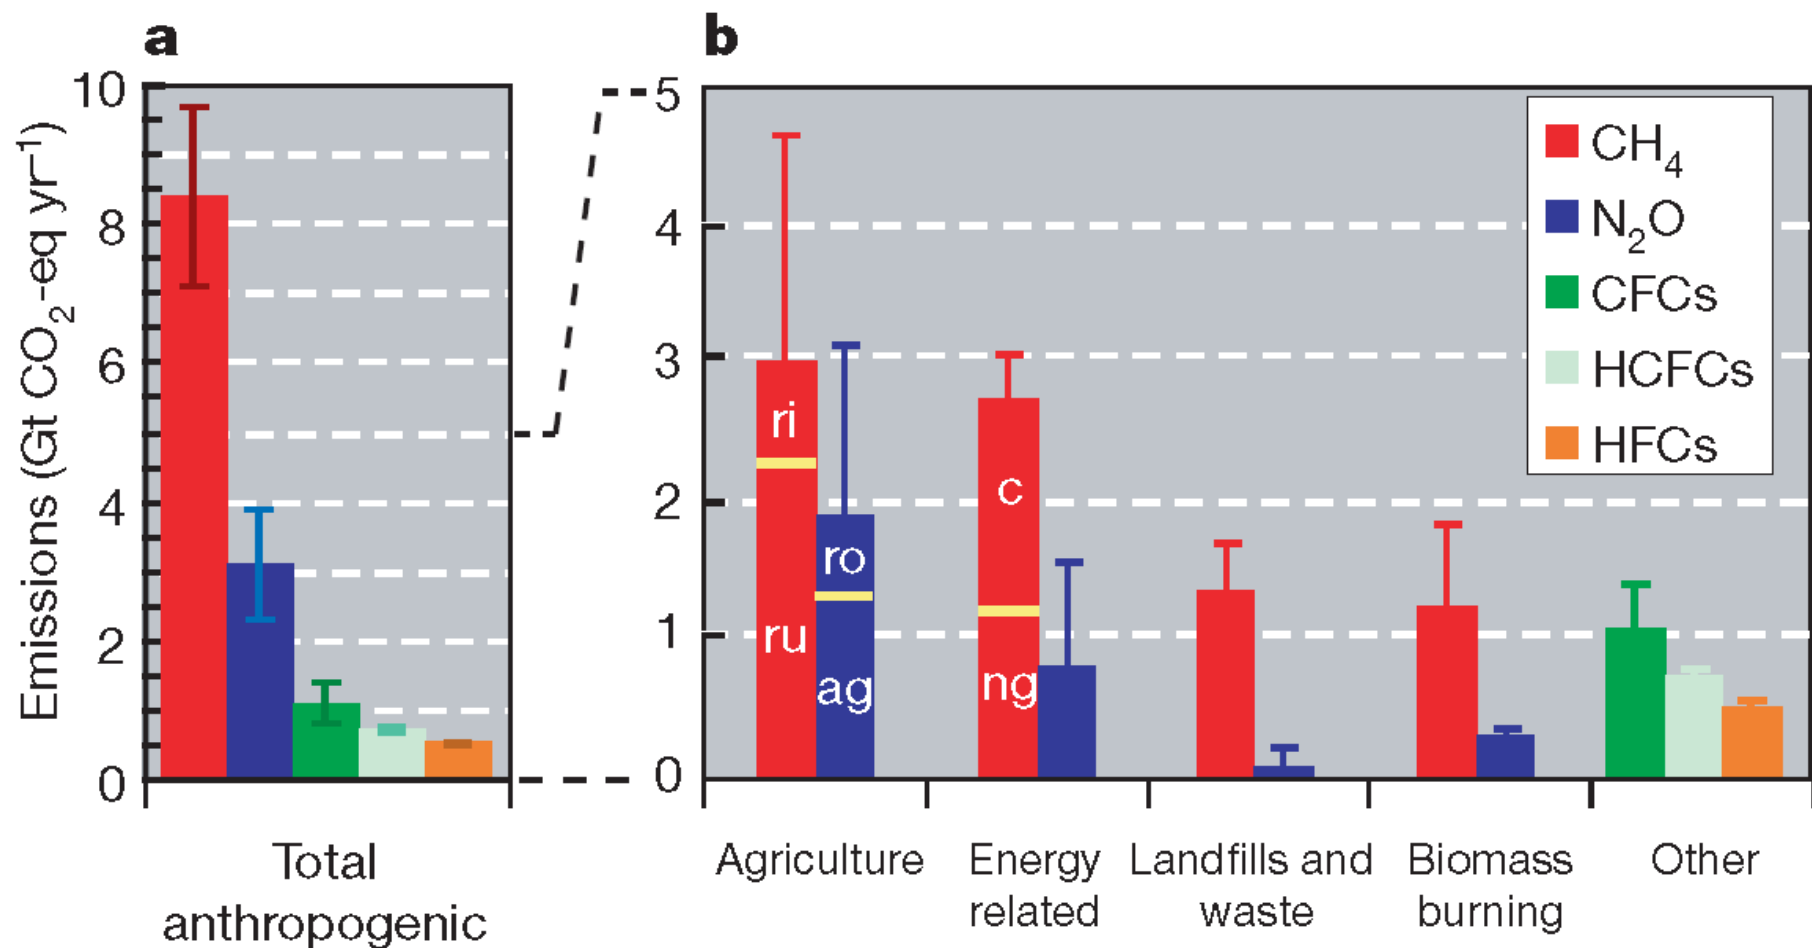 a
Emissions (Gt CO2-eq yr−1)
10
8
6
4
2
0
Total
anthropogenic
b
5
4
3
2
1
0
ri
ru
ro
ag
c
ng
CH4
N2O
CFCs
HCFCs
HFCs
Agriculture
Energy
related
Landfills and
waste
Biomass
burning
Other